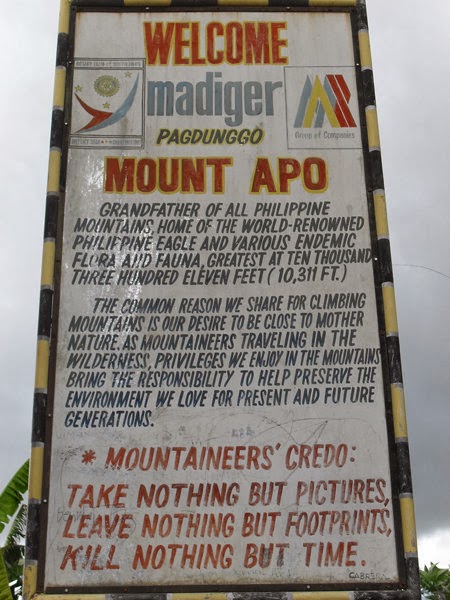 WELCOME
madiger
PAGDUNGGO
Group of Companies
MOUNT APO
GRANDFATHER OF ALL PHILIPPINE
MOUNTAINS, HOME OF THE WORLD-RENOWNED
PHILIPPINE EAGLE AND VARIOUS ENDEMIC
FLORA AND FAUNA, GREATEST AT TEN THOUSAND
THREE HUNDRED ELEVEN FEET (10,311 FT.)
THE COMMON REASON WE SHARE FOR CLIMBING
MOUNTAINS IS OUR DESIRE TO BE CLOSE TO MOTHER
NATURE. AS MOUNTAINEERS TRAVELING IN THE
WILDERNESS, PRIVILEGES WE ENJOY IN THE MOUNTAINS
BRING THE RESPONSIBILITY TO HELP PRESERVE THE
ENVIRONMENT WE LOVE FOR PRESENT AND FUTURE
GENERATIONS.
* MOUNTAINEERS' CREDO:
TAKE NOTHING BUT PICTURES,
LEAVE NOTHING BUT FOOTPRINTS,
KILL NOTHING BUT TIME.
CABRERA